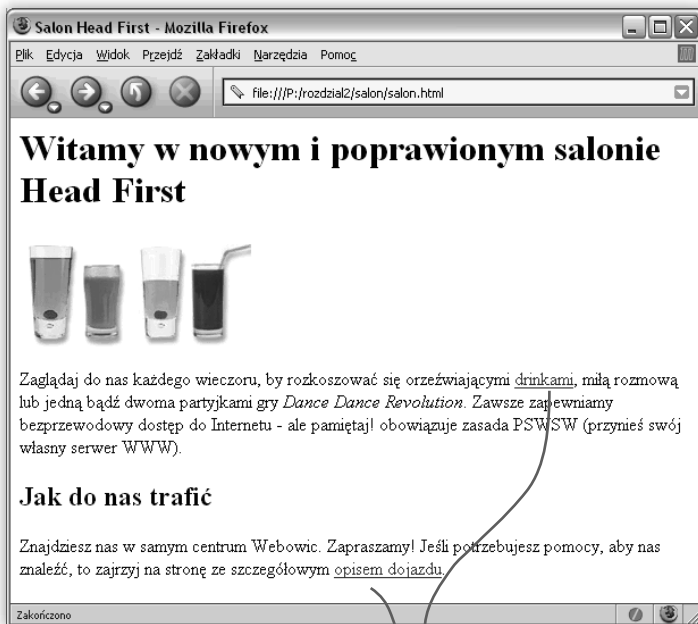 Salon Head First - Mozilla Firefox
Plik Edycja Widok Przejdź Zakładki Narzędzia Pomoc
file:///P:/rozdzial2/salon/salon.html
Witamy w nowym i poprawionym salonie
Head First
Zaglądaj do nas każdego wieczoru, by rozkoszować się orzeźwiającymi drinkami, miłą rozmową
lub jedną bądź dwoma partyjkami gry Dance Dance Revolution. Zawsze zapewniamy
bezprzewodowy dostęp do Internetu - ale pamiętaj! obowiązuje zasada PSWSW (przynieś swój
własny serwer WWW).
Jak do nas trafić
Znajdziesz nas w samym centrum Webowic. Zapraszamy! Jeśli potrzebujesz pomocy, aby nas
znaleźć, to zajrzyj na stronę ze szczegółowym opisem dojazdu.
Zakończono